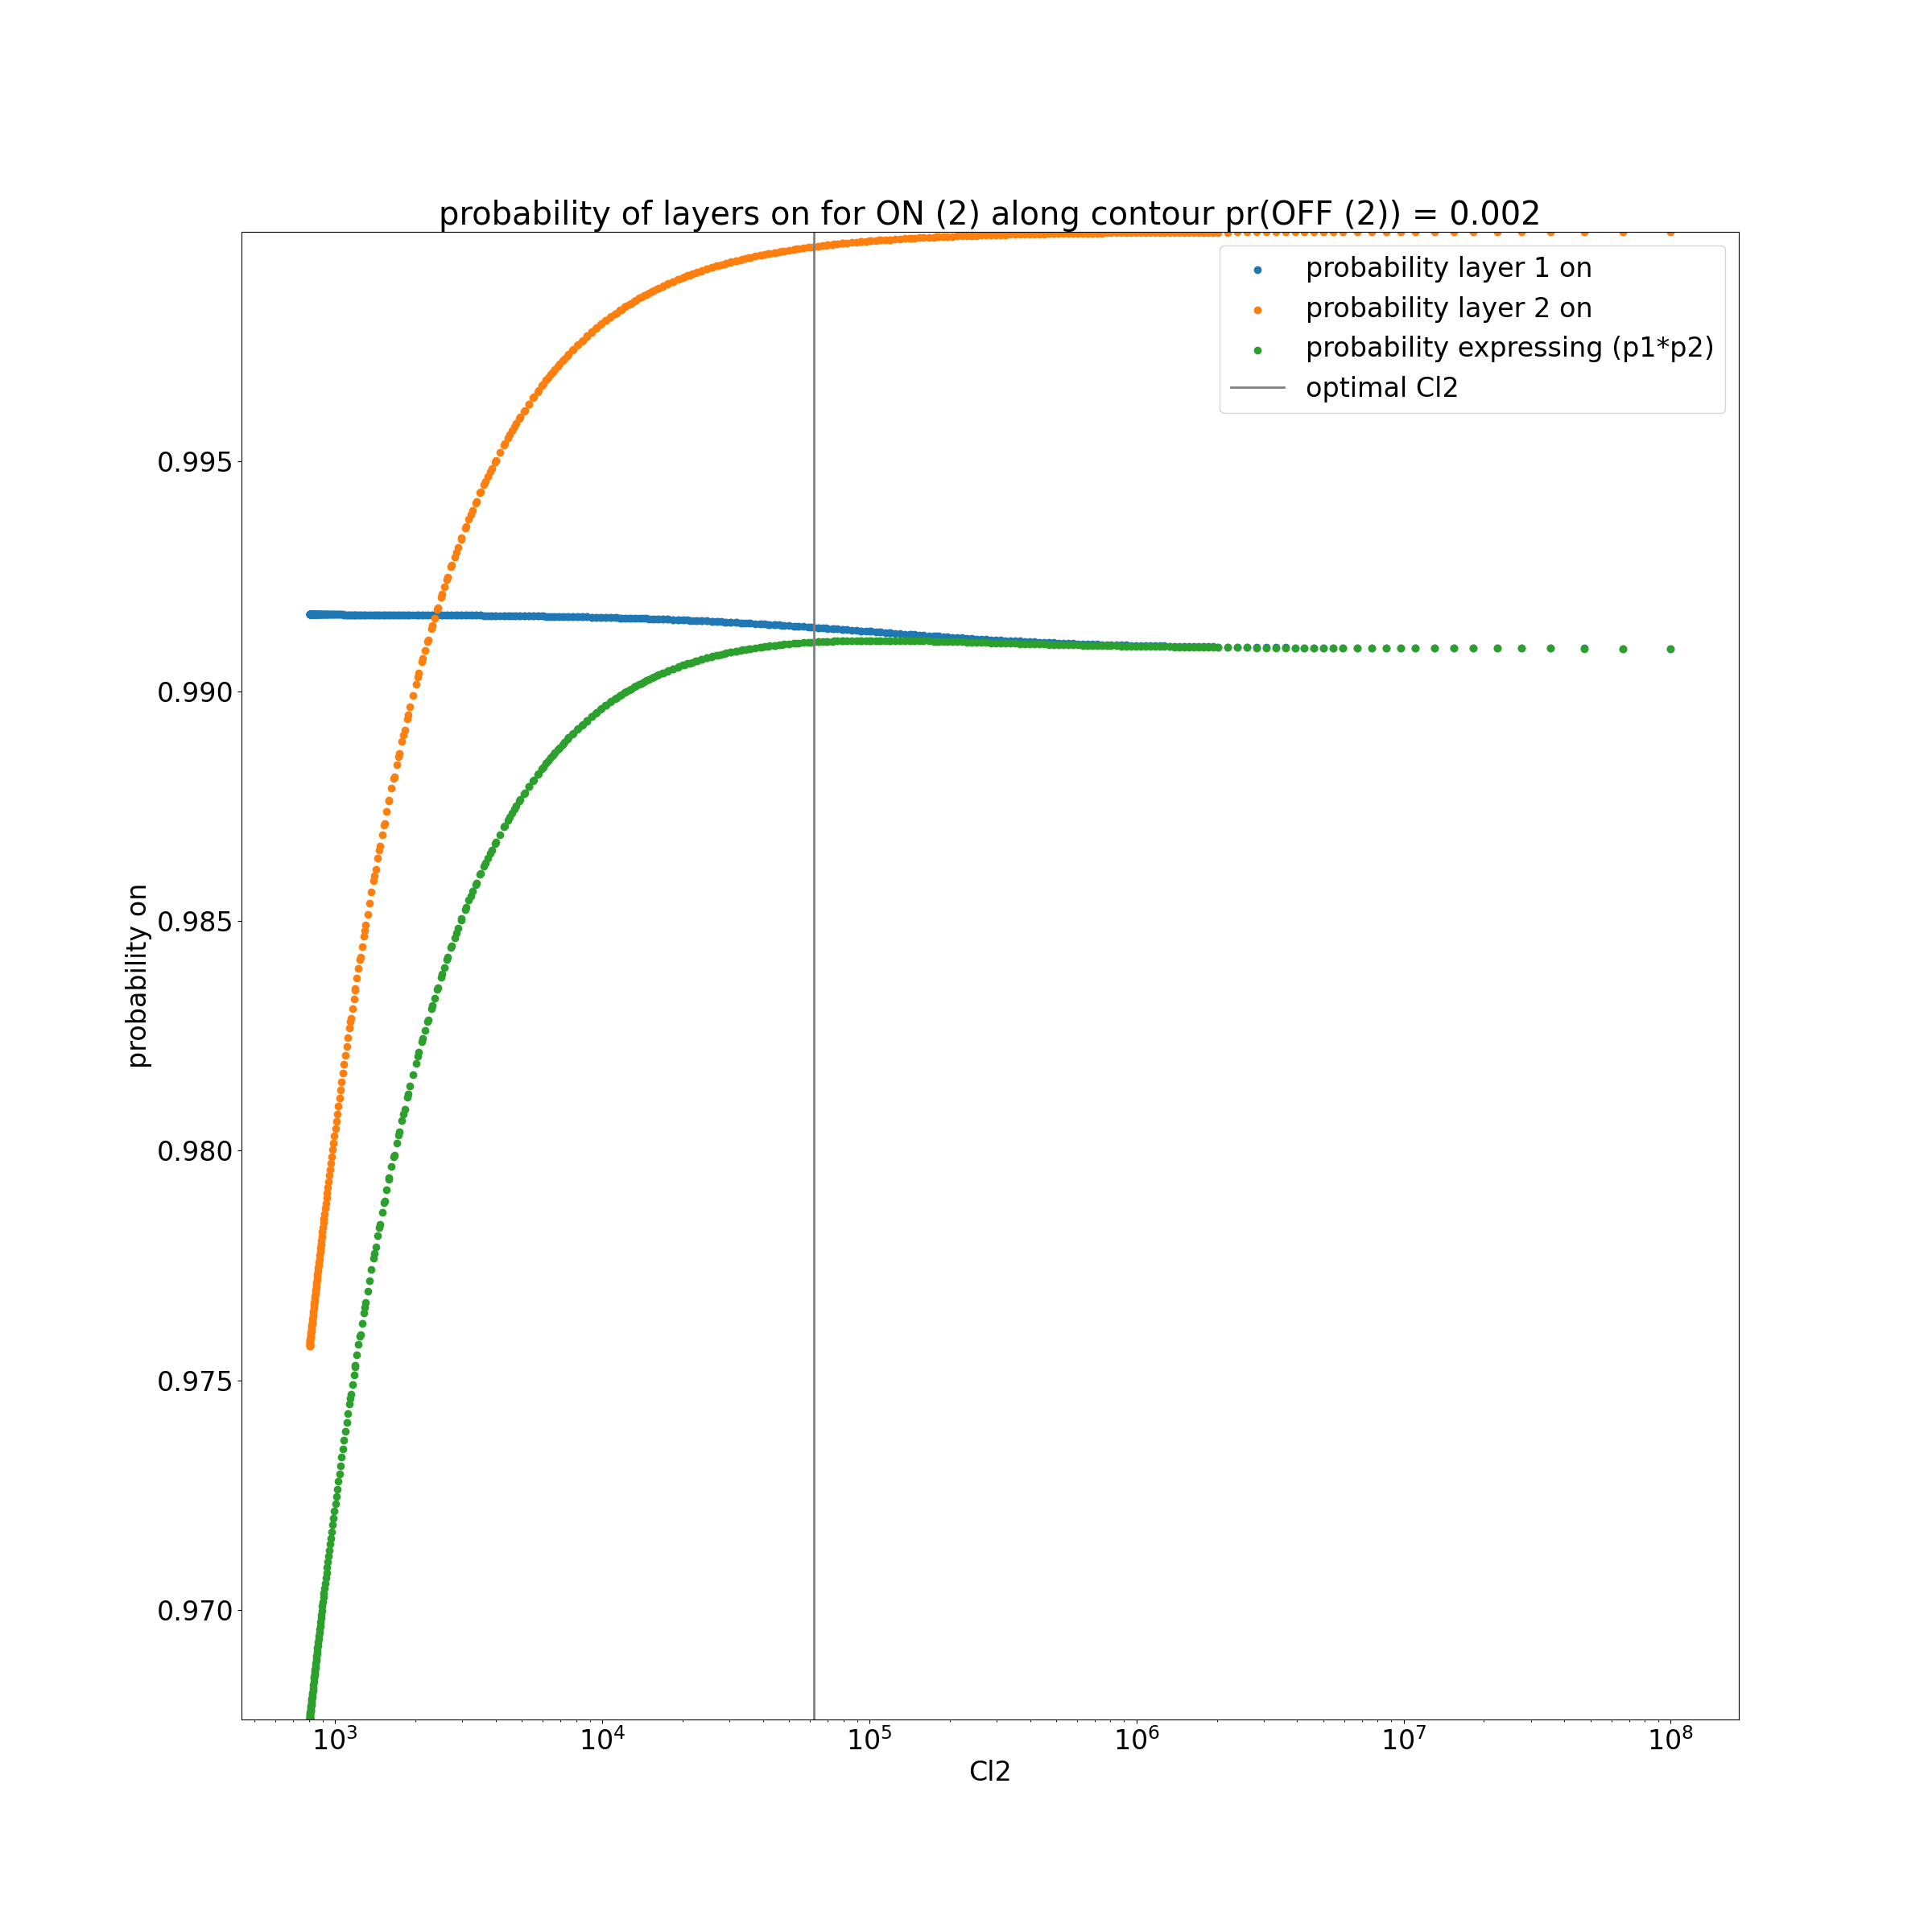 probability of layers on for ON (2) along contour pr(OFF (2)) = 0.002
probability layer 1 on
probability layer 2 on
probability expressing (p1*p2)
optimal Cl2
0.995
0.990
0.985
0.980
0.975
0.970
probability on
10³ 10⁴ 10⁵ 10⁶ 10⁷ 10⁸
Cl2